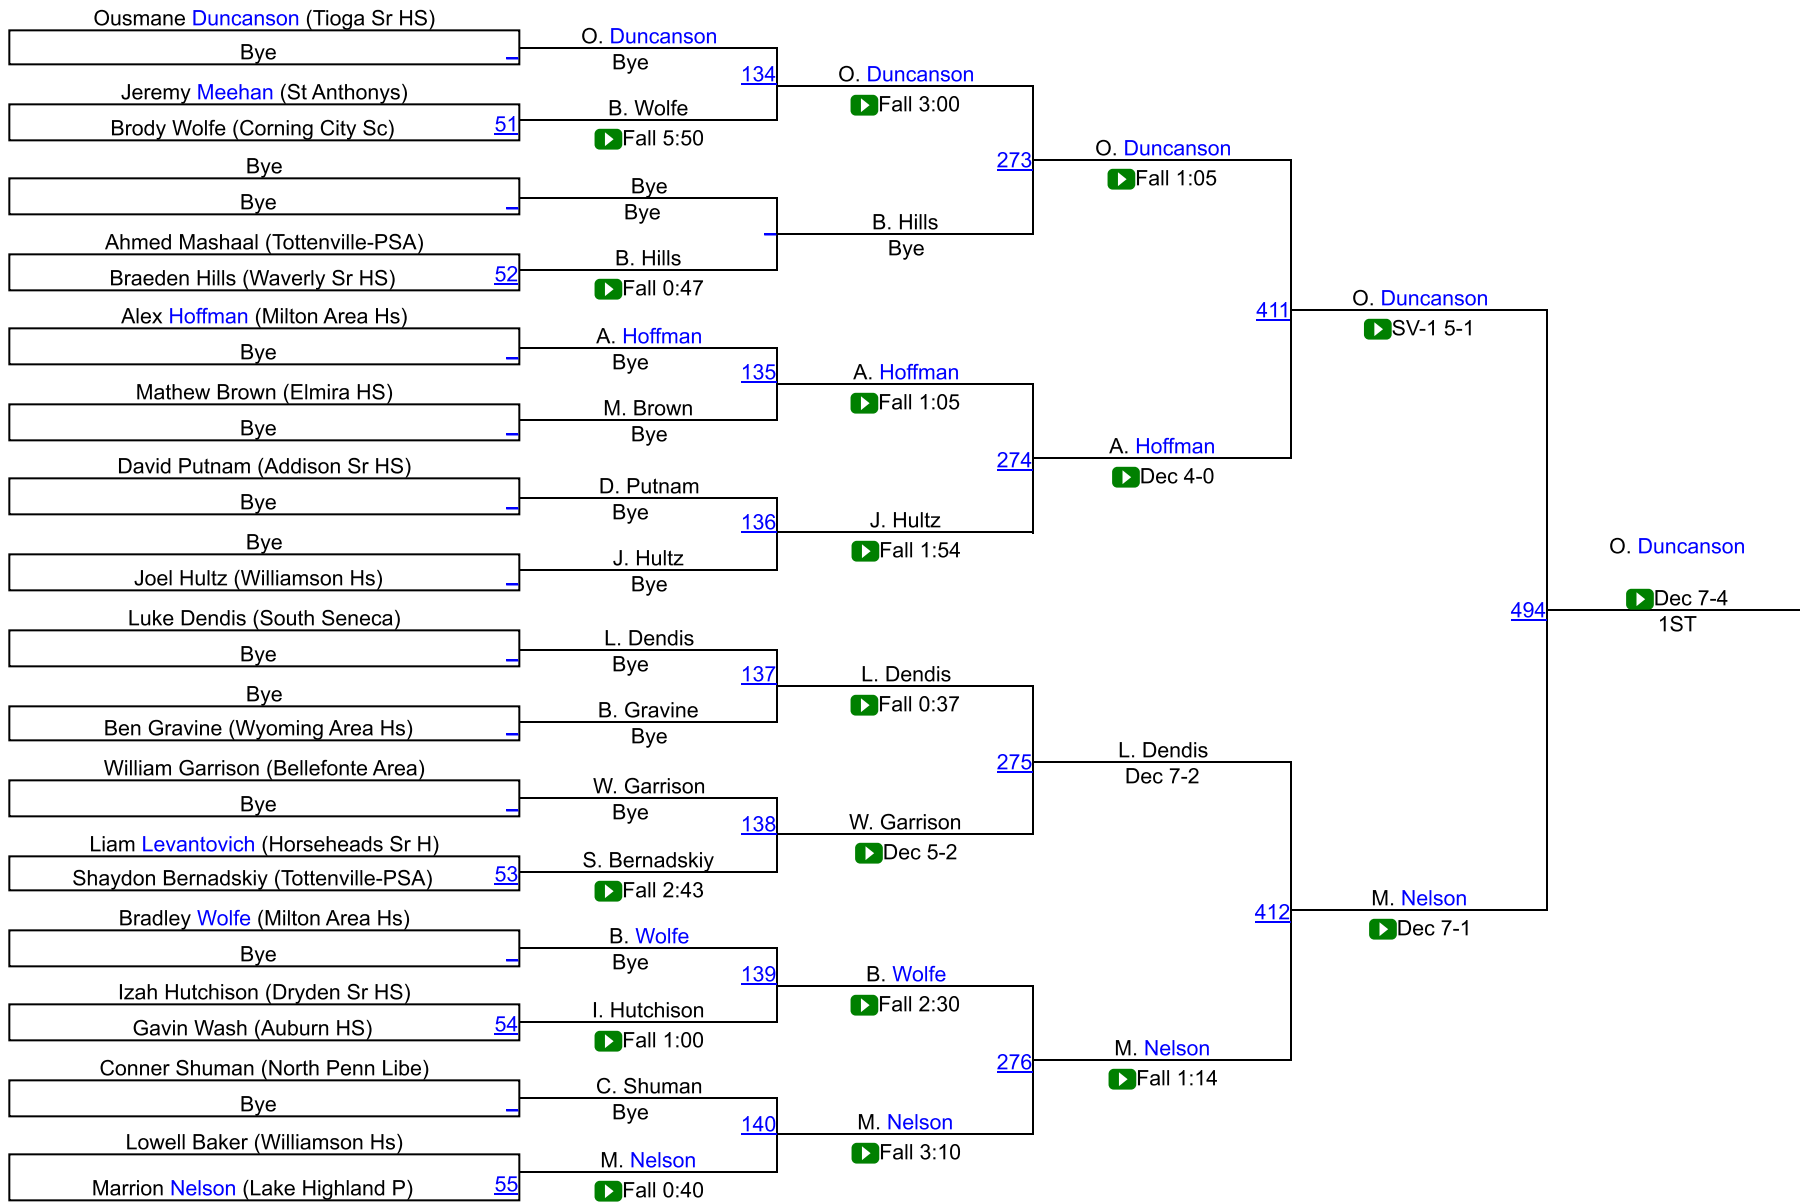 Ousmane Duncanson (Tioga Sr HS)
Bye
Jeremy Meehan (St Anthonys)
Brody Wolfe (Corning City Sc) 51
Bye
Bye
Ahmed Mashaal (Tottenville-PSA)
Braeden Hills (Waverly Sr HS) 52
Alex Hoffman (Milton Area Hs)
Bye
Mathew Brown (Elmira HS)
Bye
David Putnam (Addison Sr HS)
Bye
Bye
Joel Hultz (Williamson Hs)
Luke Dendis (South Seneca)
Bye
Bye
Ben Gravine (Wyoming Area Hs)
William Garrison (Bellefonte Area)
Bye
Liam Levantovich (Horseheads Sr H)
Shaydon Bernadskiy (Tottenville-PSA) 53
Bradley Wolfe (Milton Area Hs)
Bye
Izah Hutchison (Dryden Sr HS)
Gavin Wash (Auburn HS) 54
Conner Shuman (North Penn Libe)
Bye
Lowell Baker (Williamson Hs)
Marrion Nelson (Lake Highland P) 55
O. Duncanson
Bye
134
B. Wolfe
Fall 5:50
Bye
Bye
B. Hills
Fall 0:47
A. Hoffman
Bye
135
M. Brown
Bye
D. Putnam
Bye
136
J. Hultz
Bye
L. Dendis
Bye
137
B. Gravine
Bye
W. Garrison
Bye
138
S. Bernadskiy
Fall 2:43
B. Wolfe
Bye
139
I. Hutchison
Fall 1:00
C. Shuman
Bye
140
M. Nelson
Fall 0:40
O. Duncanson
Fall 3:00
273
B. Hills
Bye
A. Hoffman
Fall 1:05
274
J. Hultz
Fall 1:54
L. Dendis
Fall 0:37
275
W. Garrison
Dec 5-2
B. Wolfe
Fall 2:30
276
M. Nelson
Fall 3:10
O. Duncanson
Fall 1:05
411
A. Hoffman
Dec 4-0
L. Dendis
Dec 7-2
412
M. Nelson
Fall 1:14
O. Duncanson
SV-1 5-1
494
M. Nelson
Dec 7-1
O. Duncanson
Dec 7-4
1ST